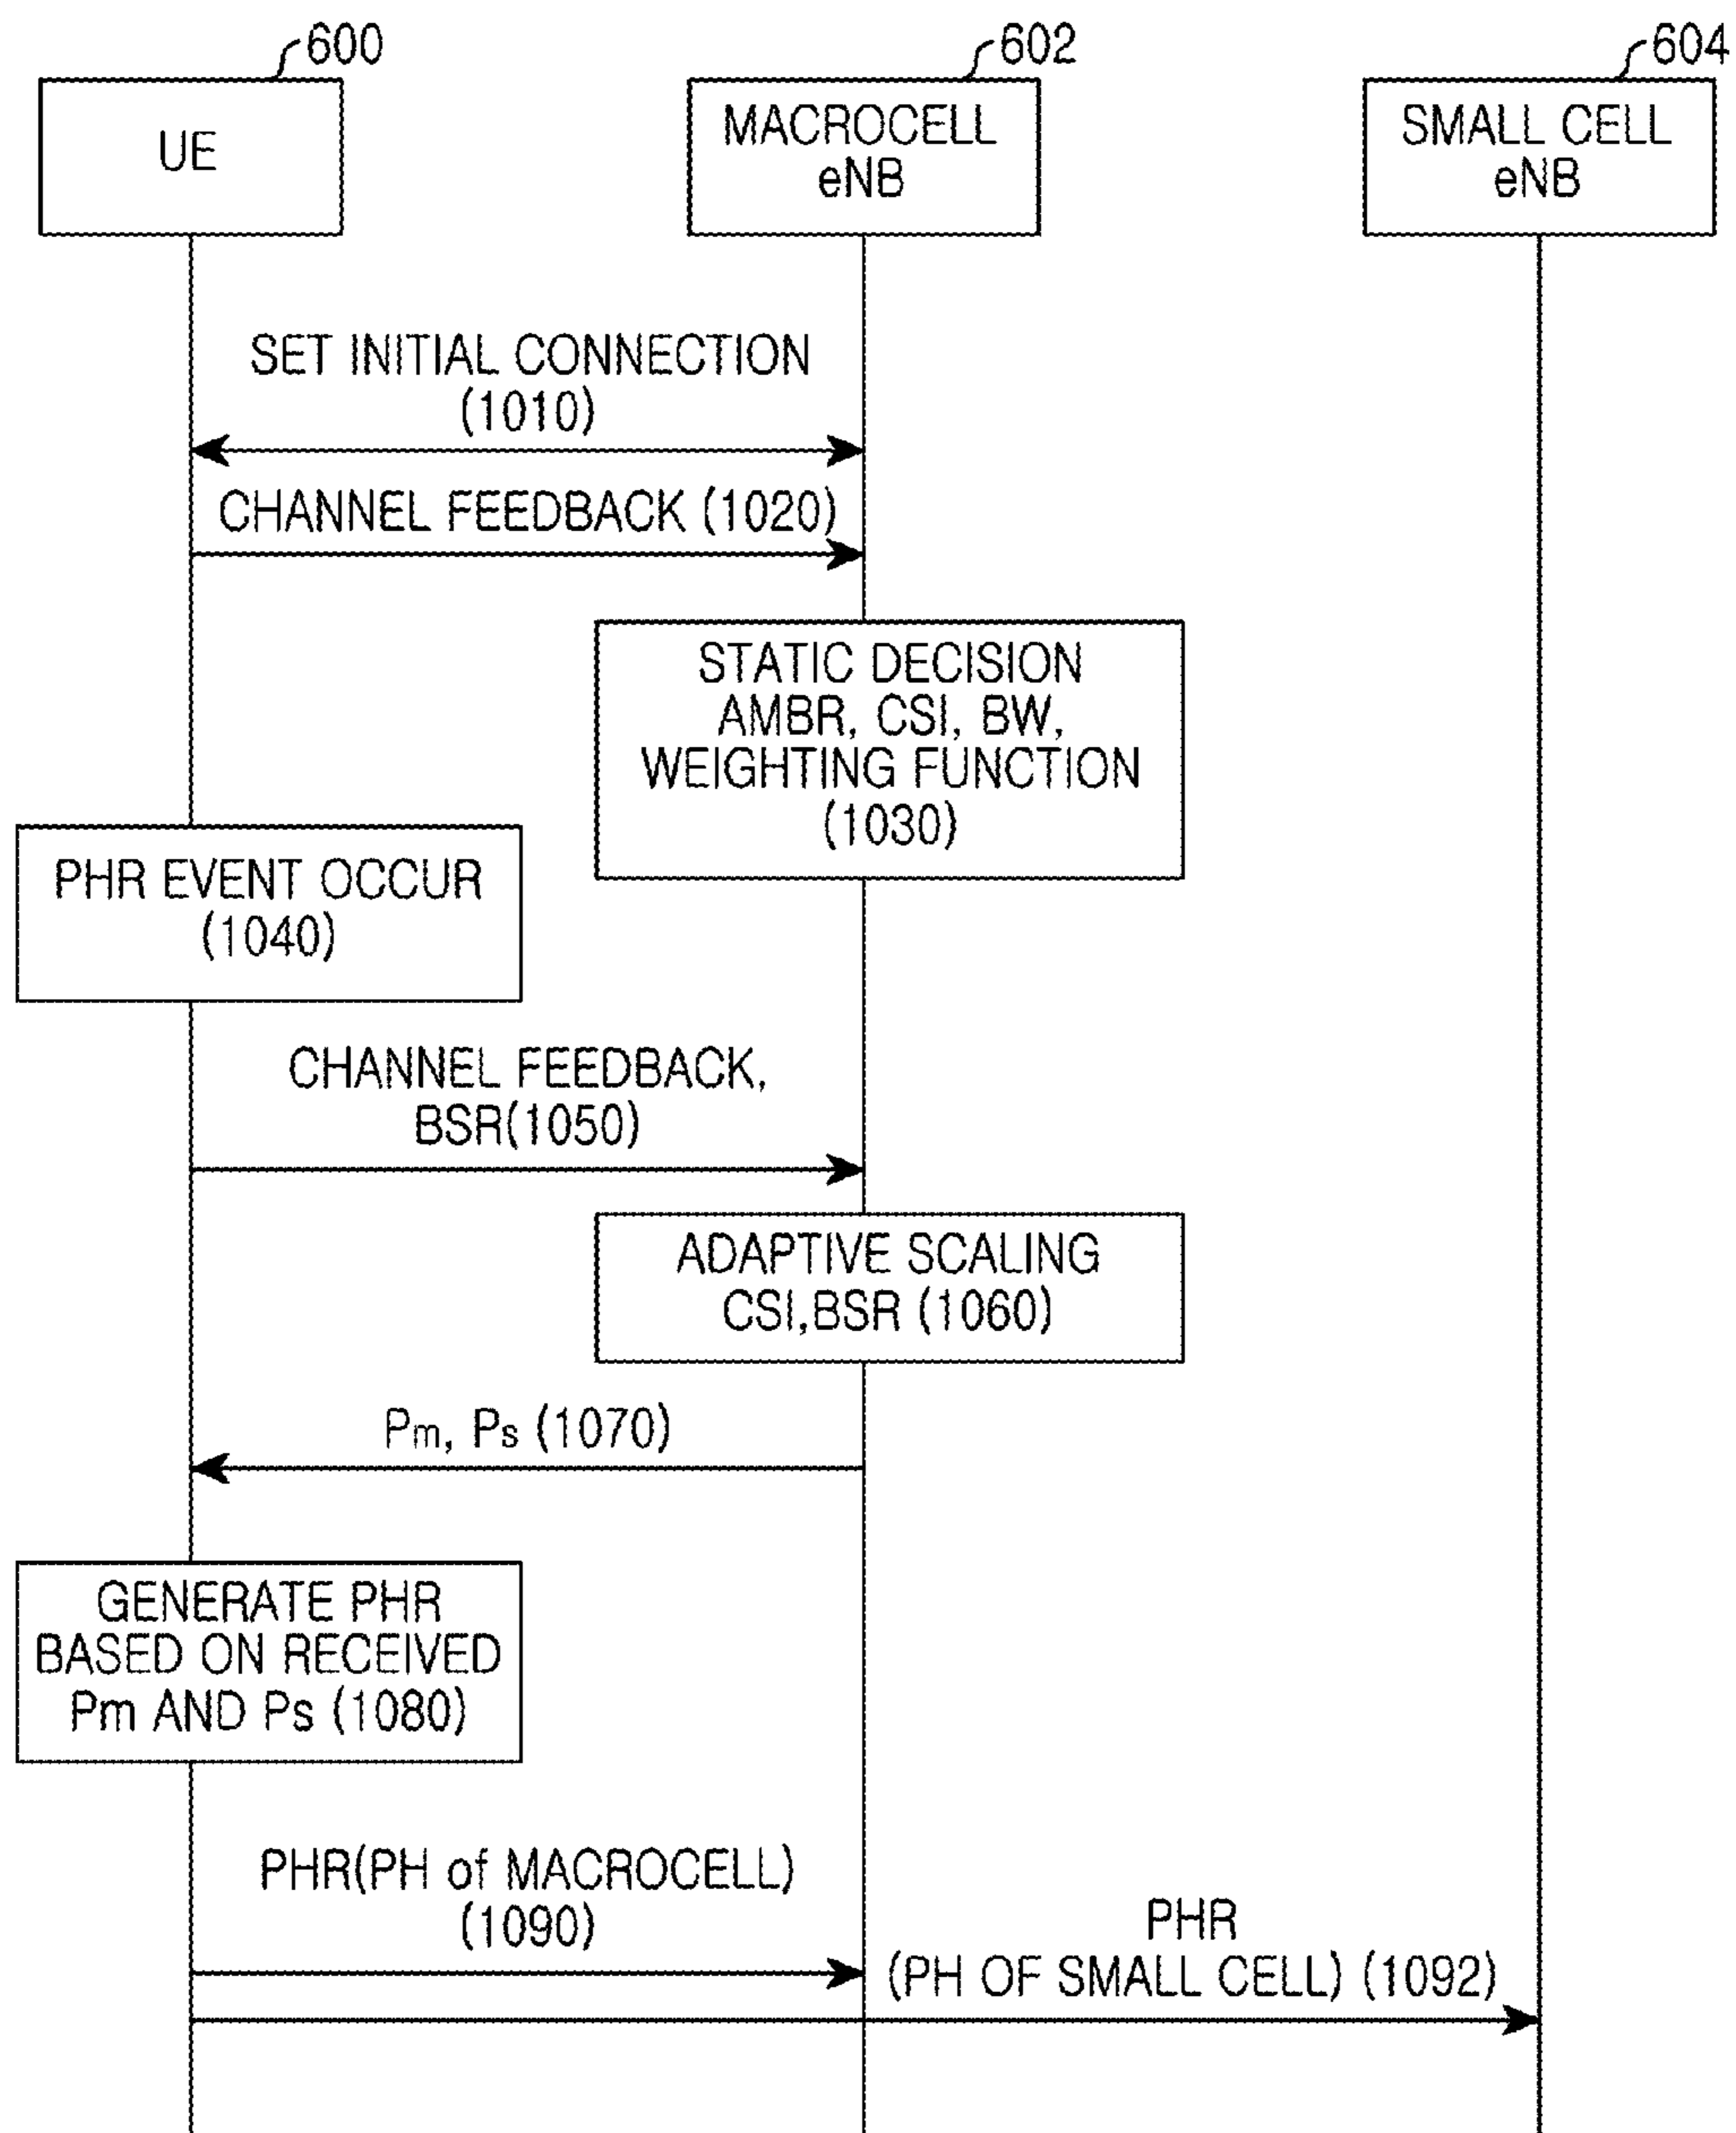 600
602
604
UE
MACROCELL
eNB
SMALL CELL
eNB
SET INITIAL CONNECTION
(1010)
CHANNEL FEEDBACK (1020)
STATIC DECISION
AMBR, CSI, BW,
WEIGHTING FUNCTION
(1030)
PHR EVENT OCCUR
(1040)
CHANNEL FEEDBACK,
BSR(1050)
ADAPTIVE SCALING
CSI,BSR (1060)
Pm, Ps (1070)
GENERATE PHR
BASED ON RECEIVED
Pm AND Ps (1080)
PHR(PH of MACROCELL)
(1090)
PHR
(PH OF SMALL CELL) (1092)